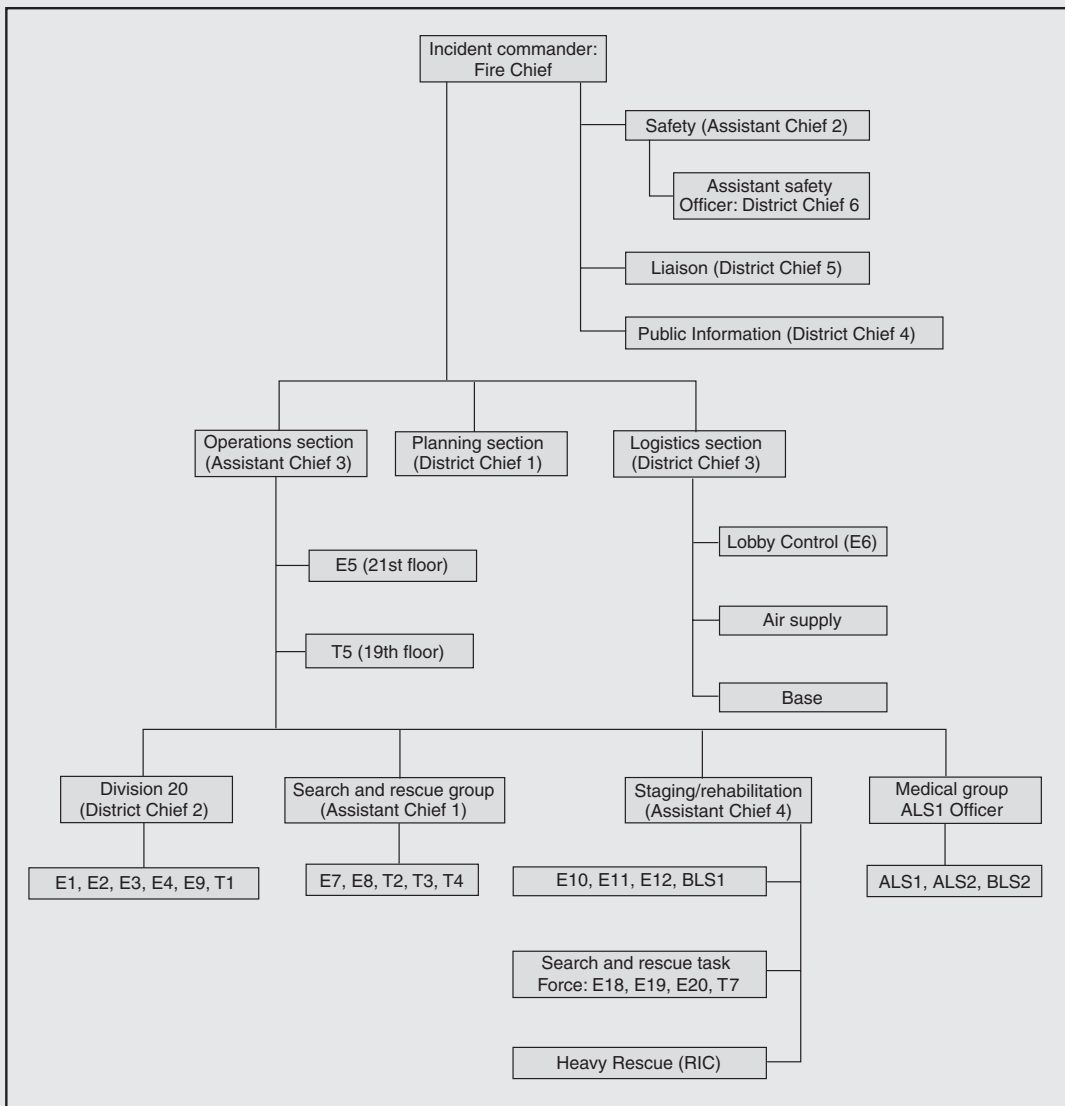 Incident commander:
Fire Chief
Safety (Assistant Chief 2)
Assistant safety
Officer: District Chief 6
Liaison (District Chief 5)
Public Information (District Chief 4)
Operations section
(Assistant Chief 3)
Planning section
(District Chief 1)
Logistics section
(District Chief 3)
Lobby Control (E6)
E5 (21st floor)
Air supply
T5 (19th floor)
Base
Division 20
(District Chief 2)
Search and rescue group
(Assistant Chief 1)
Staging/rehabilitation
(Assistant Chief 4)
Medical group
ALS1 Officer
E1, E2, E3, E4, E9, T1
E7, E8, T2, T3, T4
E10, E11, E12, BLS1
ALS1, ALS2, BLS2
Search and rescue task
Force: E18, E19, E20, T7
Heavy Rescue (RIC)